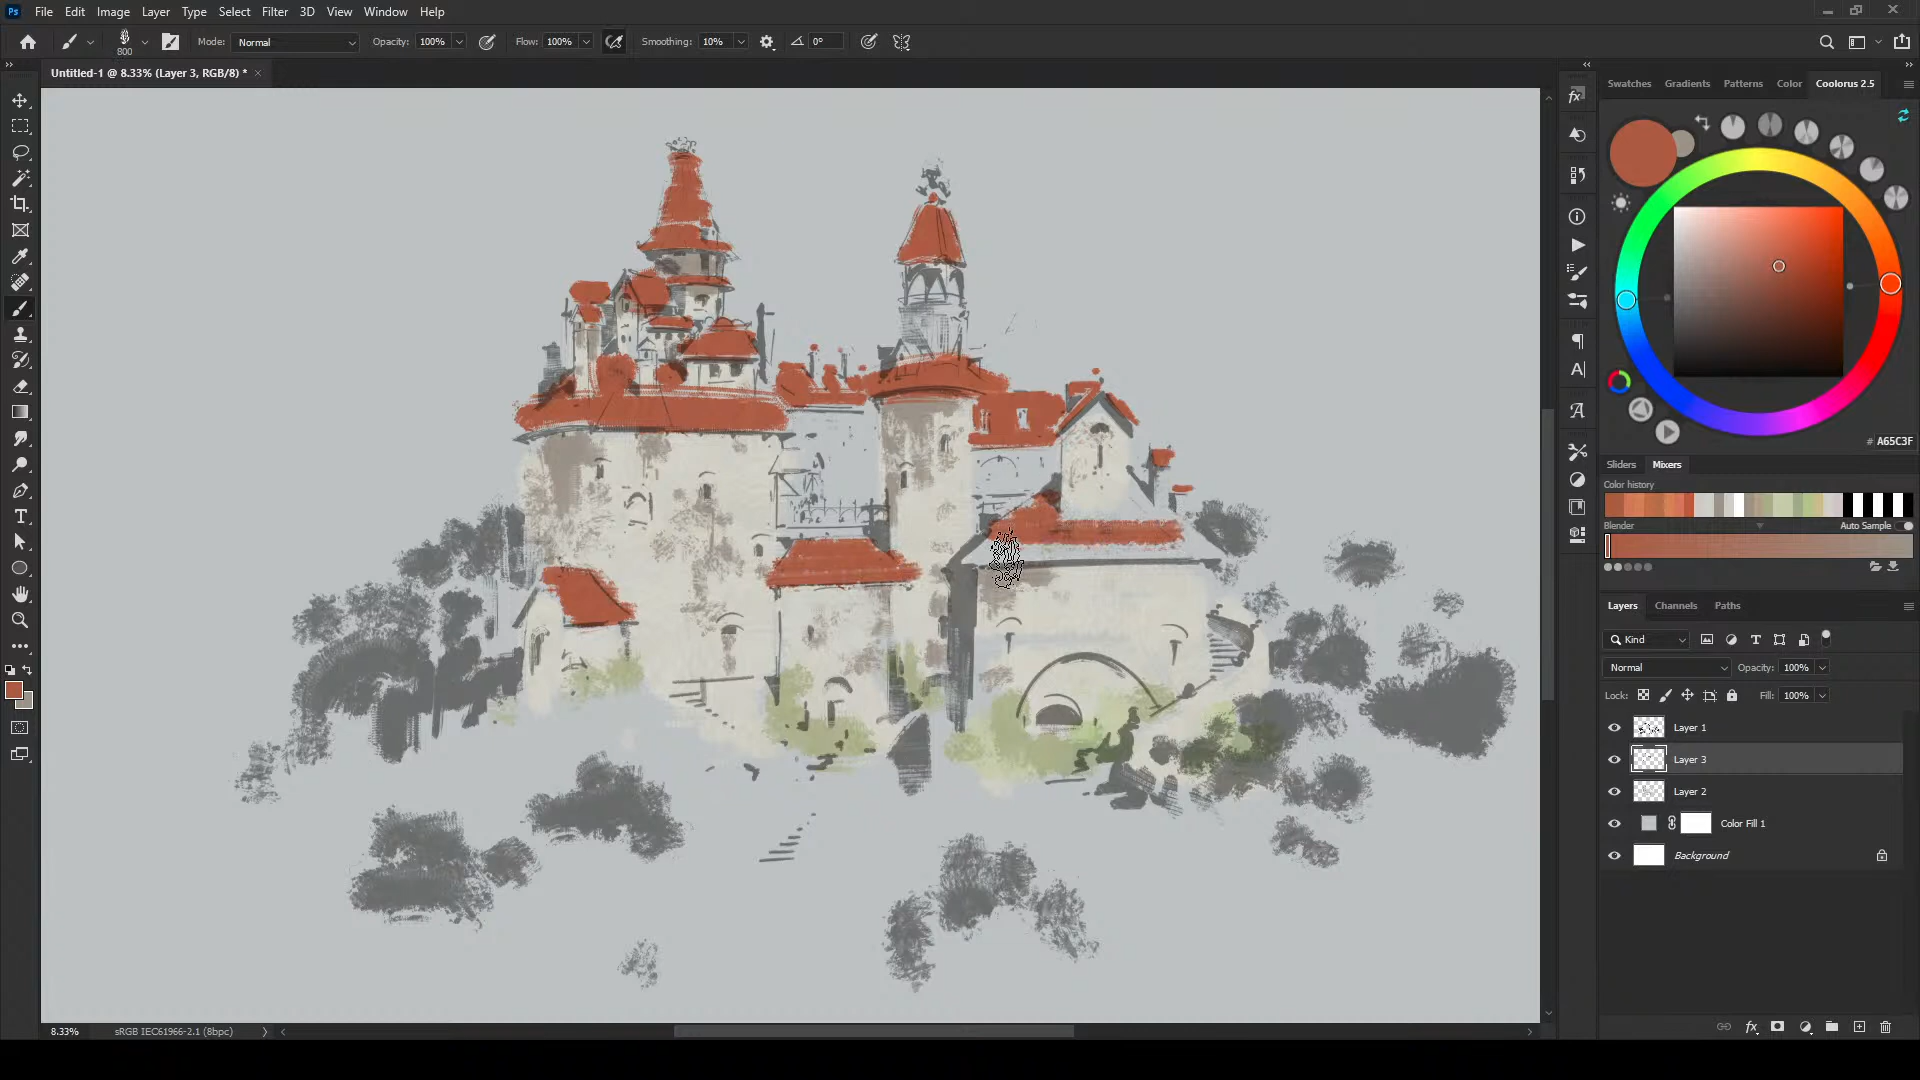 Ps File Edit Image Layer Type Select Filter 3D View Window Help
800 Mode: Normal Opacity: 100% Flow: 100% Smoothing: 10% 0°
Untitled-1 @ 8.33% (Layer 3, RGB/8) * ×
Swatches Gradients Patterns Color Coolorus 2.5
# A65C3F
Sliders Mixers
Color history
Blender Auto Sample
Layers Channels Paths
Kind
Normal Opacity: 100%
Lock: Fill: 100%
Layer 1
Layer 3
Layer 2
Color Fill 1
Background
8.33% sRGB IEC61966-2.1 (8bpc)